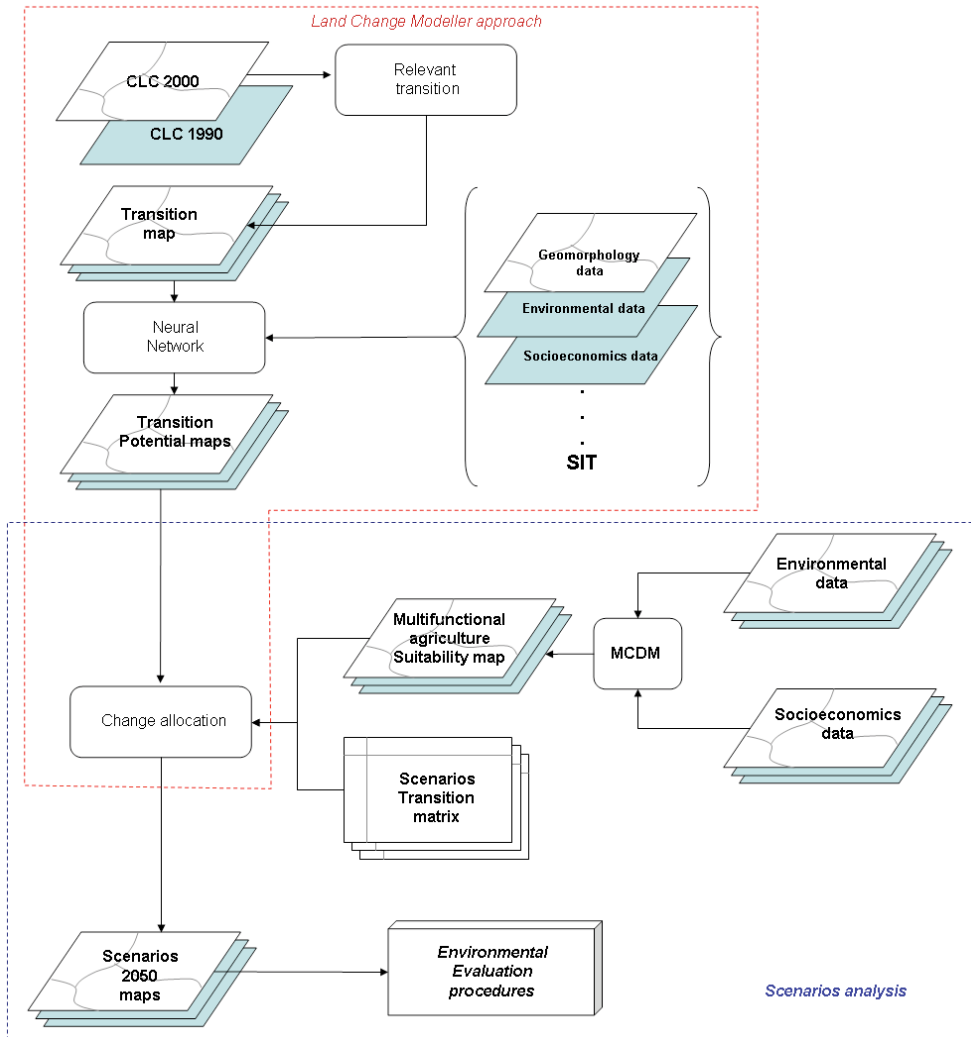 Land Change Modeller approach
CLC 2000
Relevant
transition
CLC 1990
Transition
map
Geomorphology
data
Environmental data
Socioeconomics data
.
.
.
SIT
Neural
Network
Transition
Potential maps
Environmental
data
Multifunctional
agriculture
Suitability map
MCDM
Socioeconomics
data
Change allocation
Scenarios
Transition
matrix
Scenarios
2050
maps
Environmental
Evaluation
procedures
Scenarios analysis